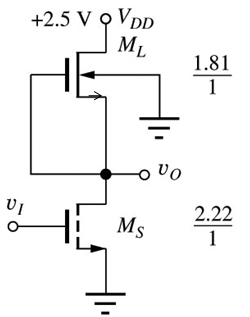 +2.5 V V_DD
M_L
1.81/1
v_O
v_I
M_S
2.22/1